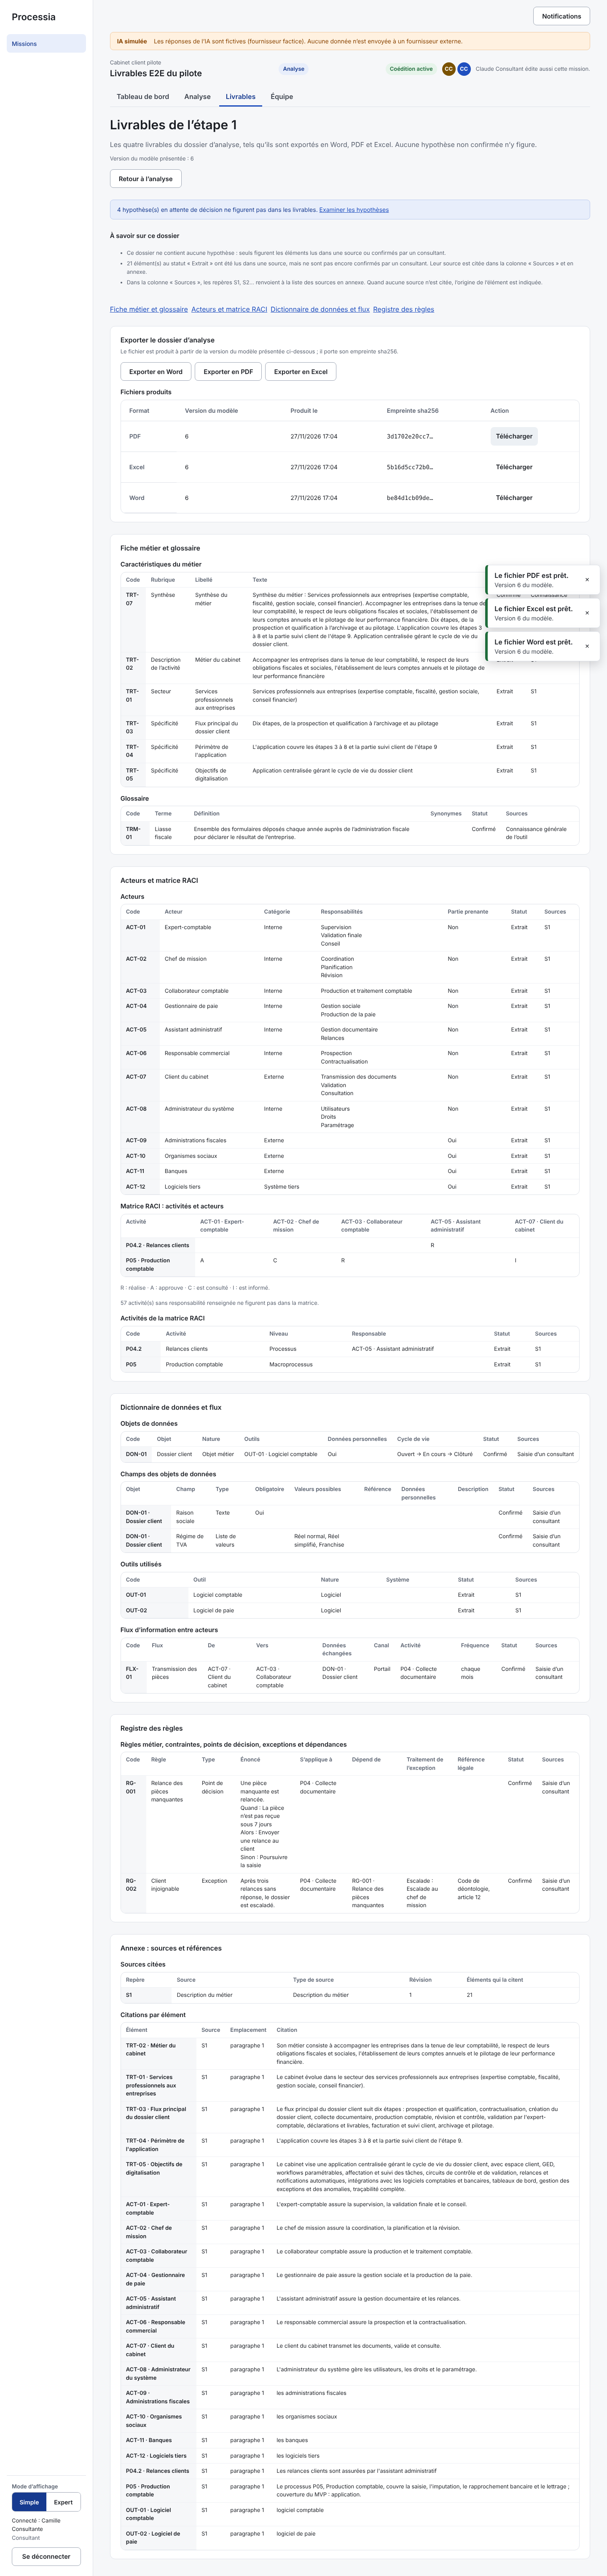 Processia
Missions
Notifications
IA simulée Les réponses de l'IA sont fictives (fournisseur factice). Aucune donnée n'est envoyée à un fournisseur externe.
Cabinet client pilote
Livrables E2E du pilote
Analyse
Coédition active CC CC Claude Consultant édite aussi cette mission.
Tableau de bord Analyse Livrables Équipe
Livrables de l'étape 1
Les quatre livrables du dossier d'analyse, tels qu'ils sont exportés en Word, PDF et Excel. Aucune hypothèse non confirmée n'y figure.
Version du modèle présentée : 6
Retour à l'analyse
4 hypothèse(s) en attente de décision ne figurent pas dans les livrables. Examiner les hypothèses
À savoir sur ce dossier
• Ce dossier ne contient aucune hypothèse : seuls figurent les éléments lus dans une source ou confirmés par un consultant.
• 21 élément(s) au statut « Extrait » ont été lus dans une source, mais ne sont pas encore confirmés par un consultant. Leur source est citée dans la colonne « Sources » et en
annexe.
• Dans la colonne « Sources », les repères S1, S2… renvoient à la liste des sources en annexe. Quand aucune source n'est citée, l'origine de l'élément est indiquée.
Fiche métier et glossaire Acteurs et matrice RACI Dictionnaire de données et flux Registre des règles
Exporter le dossier d'analyse
Le fichier est produit à partir de la version du modèle présentée ci-dessous ; il porte son empreinte sha256.
Exporter en Word Exporter en PDF Exporter en Excel
Fichiers produits
Format Version du modèle Produit le Empreinte sha256 Action
PDF 6 27/11/2026 17:04 3d1702e20cc7… Télécharger
Excel 6 27/11/2026 17:04 5b16d5cc72b0… Télécharger
Word 6 27/11/2026 17:04 be84d1cb09de… Télécharger
Le fichier PDF est prêt. ×
Version 6 du modèle.
Le fichier Excel est prêt. ×
Version 6 du modèle.
Le fichier Word est prêt. ×
Version 6 du modèle.
Fiche métier et glossaire
Caractéristiques du métier
Code Rubrique Libellé Texte
TRT-07 Synthèse Synthèse du métier Synthèse du métier : Services professionnels aux entreprises (expertise comptable,
fiscalité, gestion sociale, conseil financier). Accompagner les entreprises dans la tenue de
leur comptabilité, le respect de leurs obligations fiscales et sociales, l'établissement de
leurs comptes annuels et le pilotage de leur performance financière. Dix étapes, de la
prospection et qualification à l'archivage et au pilotage. L'application couvre les étapes 3
à 8 et la partie suivi client de l'étape 9. Application centralisée gérant le cycle de vie du
dossier client.
TRT-02 Description de l'activité Métier du cabinet Accompagner les entreprises dans la tenue de leur comptabilité, le respect de leurs
obligations fiscales et sociales, l'établissement de leurs comptes annuels et le pilotage de
leur performance financière
TRT-01 Secteur Services professionnels aux entreprises Services professionnels aux entreprises (expertise comptable, fiscalité, gestion sociale,
conseil financier) Extrait S1
TRT-03 Spécificité Flux principal du dossier client Dix étapes, de la prospection et qualification à l'archivage et au pilotage Extrait S1
TRT-04 Spécificité Périmètre de l'application L'application couvre les étapes 3 à 8 et la partie suivi client de l'étape 9 Extrait S1
TRT-05 Spécificité Objectifs de digitalisation Application centralisée gérant le cycle de vie du dossier client Extrait S1
Glossaire
Code Terme Définition Synonymes Statut Sources
TRM-01 Liasse fiscale Ensemble de formulaires déposés chaque année auprès de l'administration fiscale
pour déclarer le résultat de l'entreprise. Confirmé Connaissance générale de l'outil
Acteurs et matrice RACI
Acteurs
Code Acteur Catégorie Responsabilités Partie prenante Statut Sources
ACT-01 Expert-comptable Interne Supervision Validation finale Conseil Non Extrait S1
ACT-02 Chef de mission Interne Coordination Planification Révision Non Extrait S1
ACT-03 Collaborateur comptable Interne Production et traitement comptable Non Extrait S1
ACT-04 Gestionnaire de paie Interne Gestion sociale Production de la paie Non Extrait S1
ACT-05 Assistant administratif Interne Gestion documentaire Relances Non Extrait S1
ACT-06 Responsable commercial Interne Prospection Contractualisation Non Extrait S1
ACT-07 Client du cabinet Externe Transmission des documents Validation Consultation Non Extrait S1
ACT-08 Administrateur du système Interne Utilisateurs Droits Paramétrage Non Extrait S1
ACT-09 Administrations fiscales Externe Oui Extrait S1
ACT-10 Organismes sociaux Externe Oui Extrait S1
ACT-11 Banques Externe Oui Extrait S1
ACT-12 Logiciels tiers Système tiers Oui Extrait S1
Matrice RACI : activités et acteurs
Activité ACT-01 · Expert-comptable ACT-02 · Chef de mission ACT-03 · Collaborateur comptable ACT-05 · Assistant administratif ACT-07 · Client du cabinet
P04.2 · Relances clients R
P05 · Production comptable A C R I
R : réalise · A : approuve · C : est consulté · I : est informé.
57 activité(s) sans responsabilité renseignée ne figurent pas dans la matrice.
Activités de la matrice RACI
Code Activité Niveau Responsable Statut Sources
P04.2 Relances clients Processus ACT-05 · Assistant administratif Extrait S1
P05 Production comptable Macroprocessus Extrait S1
Dictionnaire de données et flux
Objets de données
Code Objet Nature Outils Données personnelles Cycle de vie Statut Sources
DON-01 Dossier client Objet métier OUT-01 · Logiciel comptable Oui Ouvert → En cours → Clôturé Confirmé Saisie d'un consultant
Champs des objets de données
Objet Champ Type Obligatoire Valeurs possibles Référence Données personnelles Description Statut Sources
DON-01 · Dossier client Raison sociale Texte Oui Confirmé Saisie d'un consultant
DON-01 · Dossier client Régime de TVA Liste de valeurs Réel normal, Réel simplifié, Franchise Confirmé Saisie d'un consultant
Outils utilisés
Code Outil Nature Système Statut Sources
OUT-01 Logiciel comptable Logiciel Extrait S1
OUT-02 Logiciel de paie Logiciel Extrait S1
Flux d'information entre acteurs
Code Flux De Vers Données échangées Canal Activité Fréquence Statut Sources
FLX-01 Transmission des pièces ACT-07 · Client du cabinet ACT-03 · Collaborateur comptable DON-01 · Dossier client Portail P04 · Collecte documentaire chaque mois Confirmé Saisie d'un consultant
Registre des règles
Règles métier, contraintes, points de décision, exceptions et dépendances
Code Règle Type Énoncé S'applique à Dépend de Traitement de l'exception Référence légale Statut Sources
RG-001 Relance des pièces manquantes Point de décision Une pièce manquante est relancée. Quand : La pièce n'est pas reçue sous 7 jours Alors : Envoyer une relance au client Sinon : Poursuivre la saisie P04 · Collecte documentaire Confirmé Saisie d'un consultant
RG-002 Client injoignable Exception Après trois relances sans réponse, le dossier est escaladé. P04 · Collecte documentaire RG-001 · Relance des pièces manquantes Escalade : Escalade au chef de mission Code de déontologie, article 12 Confirmé Saisie d'un consultant
Annexe : sources et références
Sources citées
Repère Source Type de source Révision Éléments qui la citent
S1 Description du métier Description du métier 1 21
Citations par élément
Élément Source Emplacement Citation
TRT-02 · Métier du cabinet S1 paragraphe 1 Son métier consiste à accompagner les entreprises dans la tenue de leur comptabilité, le respect de leurs
obligations fiscales et sociales, l'établissement de leurs comptes annuels et le pilotage de leur performance
financière.
TRT-01 · Services professionnels aux entreprises S1 paragraphe 1 Le cabinet évolue dans le secteur des services professionnels aux entreprises (expertise comptable, fiscalité,
gestion sociale, conseil financier).
TRT-03 · Flux principal du dossier client S1 paragraphe 1 Le flux principal du dossier client suit dix étapes : prospection et qualification, contractualisation, création du
dossier client, collecte documentaire, production comptable, révision et contrôle, validation par l'expert-
comptable, déclarations et livrables, facturation et suivi client, archivage et pilotage.
TRT-04 · Périmètre de l'application S1 paragraphe 1 L'application couvre les étapes 3 à 8 et la partie suivi client de l'étape 9.
TRT-05 · Objectifs de digitalisation S1 paragraphe 1 Le cabinet vise une application centralisée gérant le cycle de vie du dossier client, avec espace client, GED,
workflows paramétrables, affectation et suivi des tâches, circuits de contrôle et de validation, relances et
notifications automatiques, intégrations avec les logiciels comptables et bancaires, tableaux de bord, gestion des
exceptions et des anomalies, traçabilité complète.
ACT-01 · Expert-comptable S1 paragraphe 1 L'expert-comptable assure la supervision, la validation finale et le conseil.
ACT-02 · Chef de mission S1 paragraphe 1 Le chef de mission assure la coordination, la planification et la révision.
ACT-03 · Collaborateur comptable S1 paragraphe 1 Le collaborateur comptable assure la production et le traitement comptable.
ACT-04 · Gestionnaire de paie S1 paragraphe 1 Le gestionnaire de paie assure la gestion sociale et la production de la paie.
ACT-05 · Assistant administratif S1 paragraphe 1 L'assistant administratif assure la gestion documentaire et les relances.
ACT-06 · Responsable commercial S1 paragraphe 1 Le responsable commercial assure la prospection et la contractualisation.
ACT-07 · Client du cabinet S1 paragraphe 1 Le client du cabinet transmet les documents, valide et consulte.
ACT-08 · Administrateur du système S1 paragraphe 1 L'administrateur du système gère les utilisateurs, les droits et le paramétrage.
ACT-09 · Administrations fiscales S1 paragraphe 1 les administrations fiscales
ACT-10 · Organismes sociaux S1 paragraphe 1 les organismes sociaux
ACT-11 · Banques S1 paragraphe 1 les banques
ACT-12 · Logiciels tiers S1 paragraphe 1 les logiciels tiers
P04.2 · Relances clients S1 paragraphe 1 Les relances clients sont assurées par l'assistant administratif
P05 · Production comptable S1 paragraphe 1 Le processus P05, Production comptable, couvre la saisie, l'imputation, le rapprochement bancaire et le lettrage ;
couverture du MVP : application.
OUT-01 · Logiciel comptable S1 paragraphe 1 logiciel comptable
OUT-02 · Logiciel de paie S1 paragraphe 1 logiciel de paie
Mode d'affichage
Simple Expert
Connecté : Camille
Consultante
Consultant
Se déconnecter